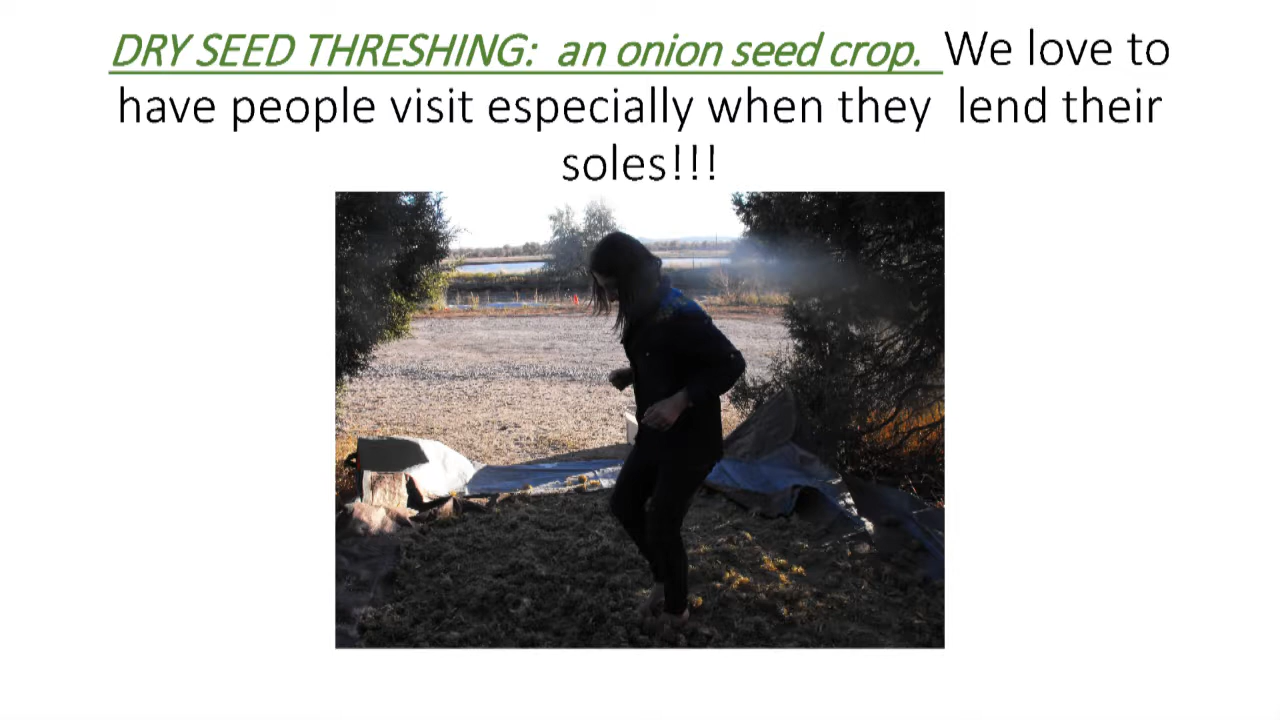 DRY SEED THRESHING:  an onion seed crop.  We love to
have people visit especially when they  lend their
soles!!!